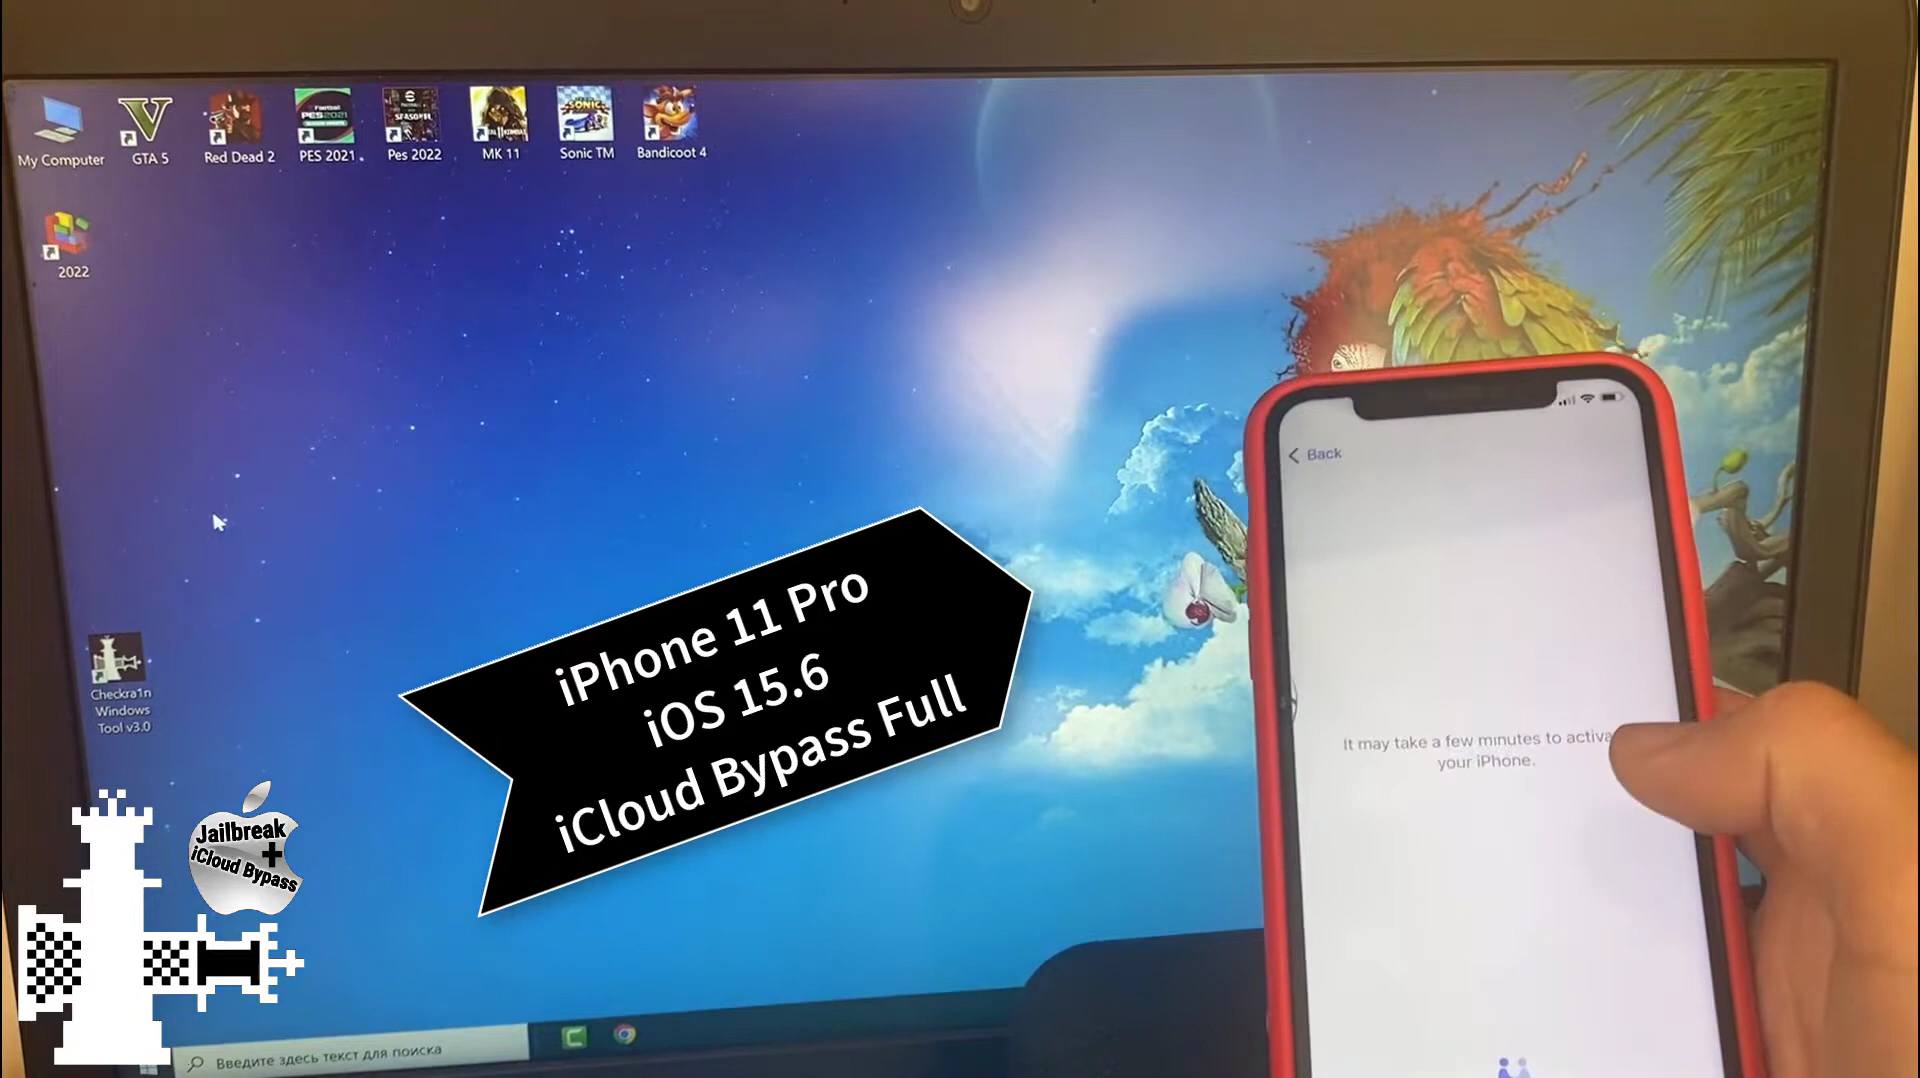 My Computer
GTA 5
Red Dead 2
PES 2021
Pes 2022
MK 11
Sonic TM
Bandicoot 4
PES2021
SONIC
2022
Back
iPhone 11 Pro
iOS 15.6
iCloud Bypass Full
Checkra1n
Windows
Tool v3.0
It may take a few minutes to activa
your iPhone.
Jailbreak
+
iCloud Bypass
Введите здесь текст для поиска